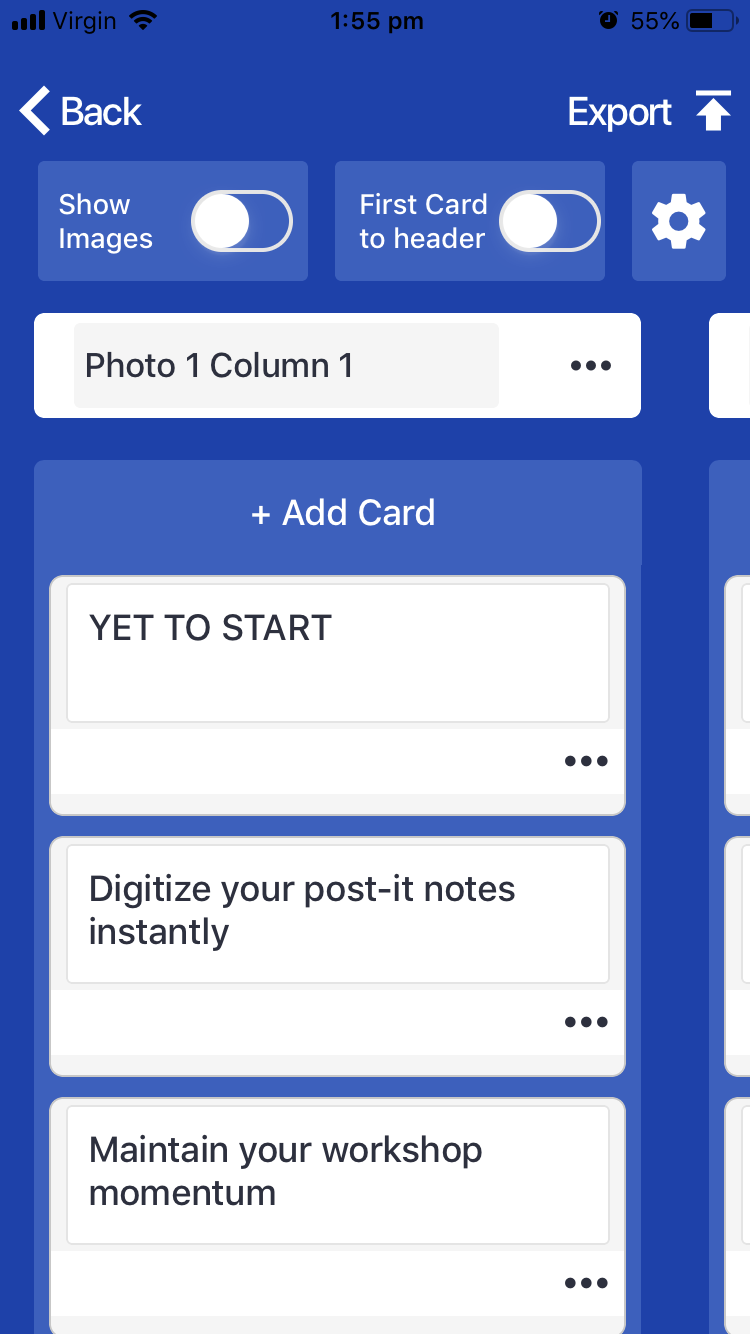 Virgin 1:55 pm 55%
Back Export
Show
Images
First Card
to header
Photo 1 Column 1
+ Add Card
YET TO START
Digitize your post-it notes
instantly
Maintain your workshop
momentum